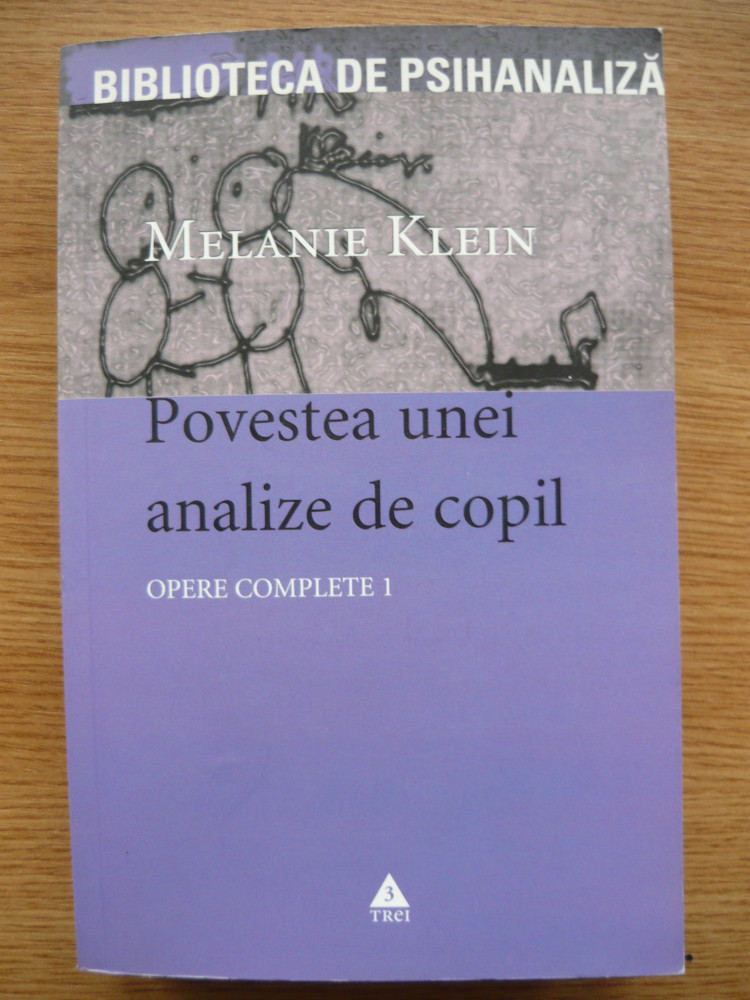 BIBLIOTECA DE PSIHANALIZĂ
MELANIE KLEIN
Povestea unei
analize de copil
OPERE COMPLETE 1
3
TRei